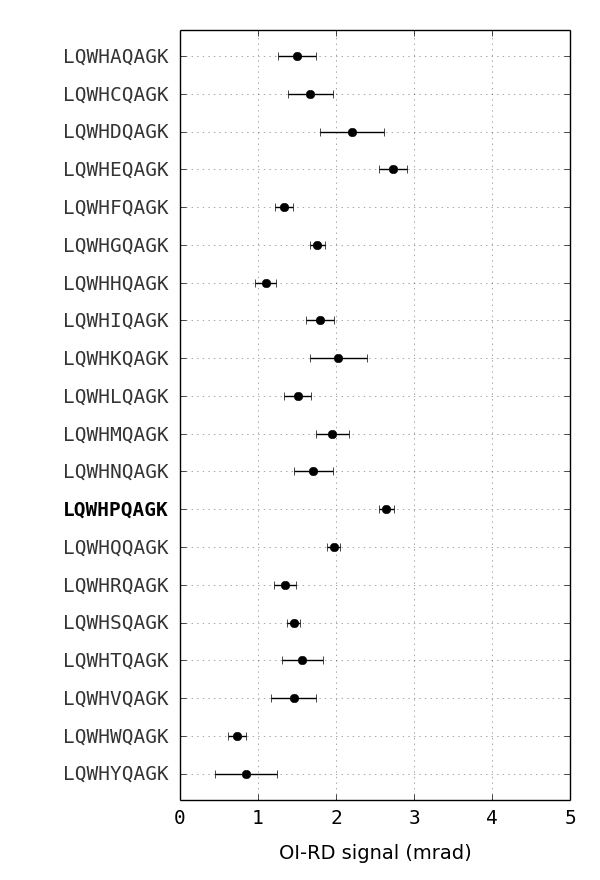 LQWHAQAGK
LQWHCQAGK
LQWHDQAGK
LQWHEQAGK
LQWHFQAGK
LQWHGQAGK
LQWHHQAGK
LQWHIQAGK
LQWHKQAGK
LQWHLQAGK
LQWHMQAGK
LQWHNQAGK
LQWHPQAGK
LQWHQQAGK
LQWHRQAGK
LQWHSQAGK
LQWHTQAGK
LQWHVQAGK
LQWHWQAGK
LQWHYQAGK
0 1 2 3 4 5
OI-RD signal (mrad)